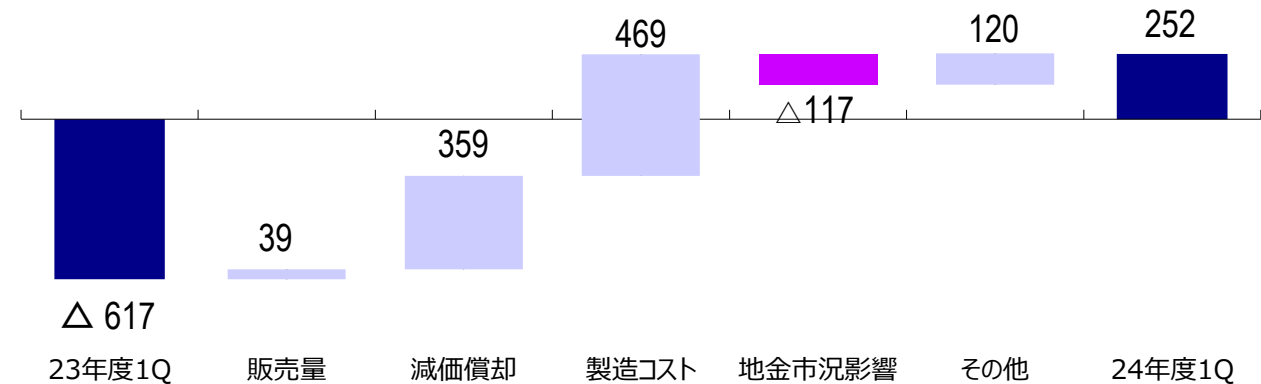 469
120
252
△117
359
39
△ 617
23年度1Q
販売量
減価償却
製造コスト
地金市況影響
その他
24年度1Q